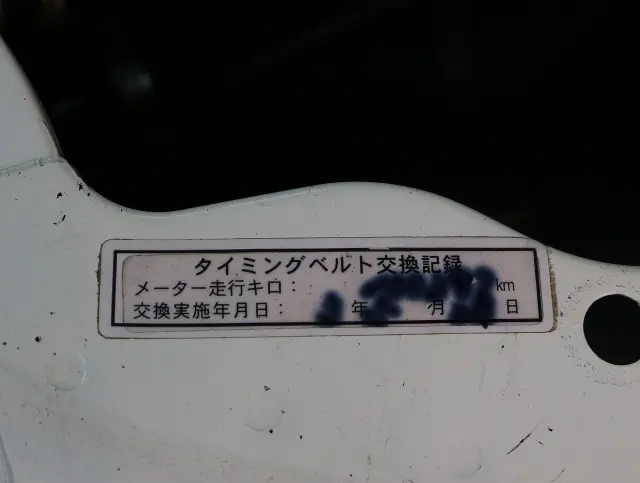 タイミングベルト交換記録
メーター走行キロ： km
交換実施年月日： 年 月 日